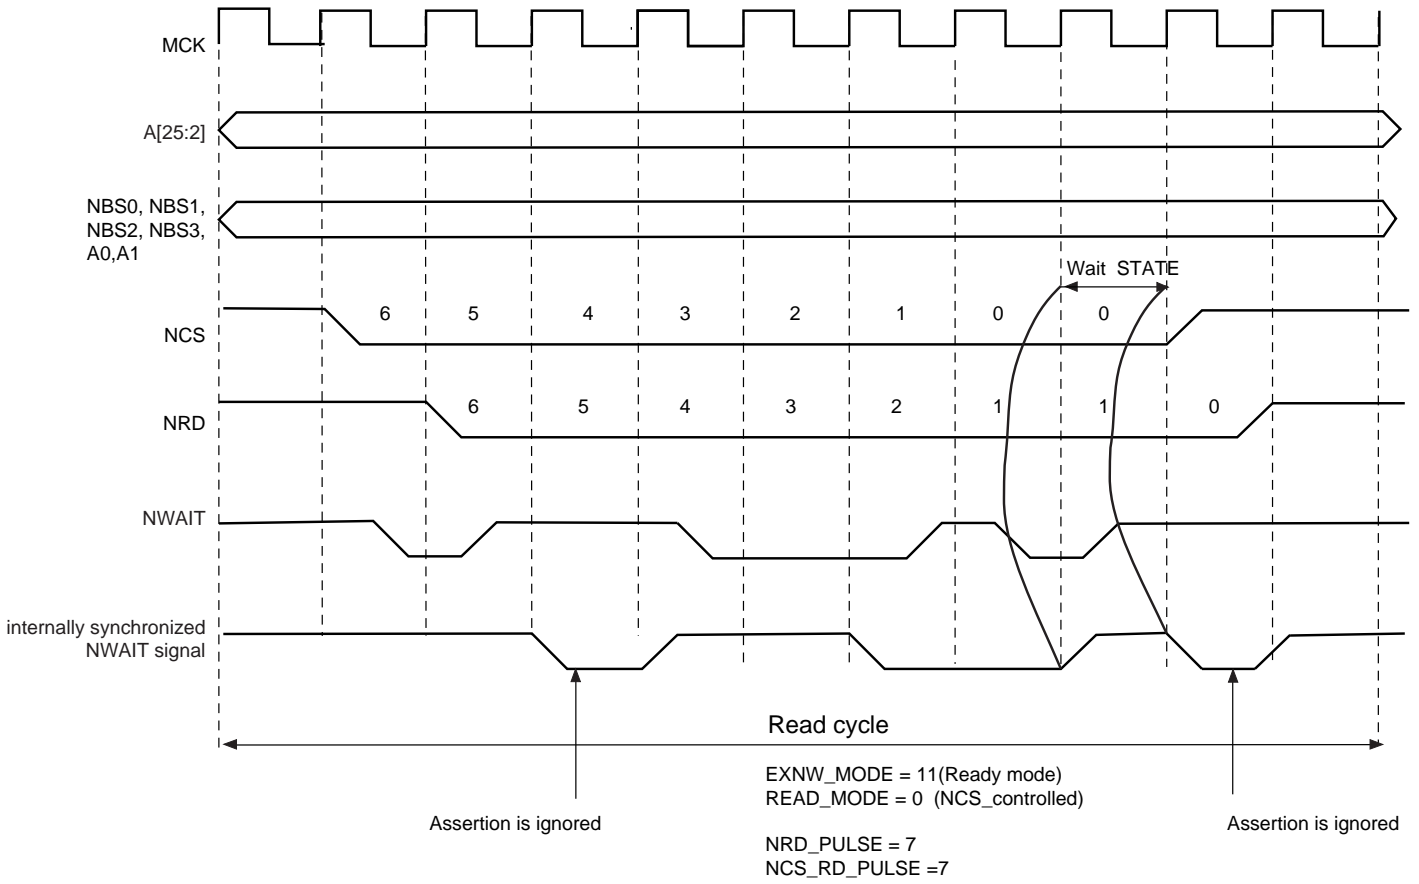 MCK
A[25:2]
NBS0, NBS1,
NBS2, NBS3,
A0,A1
Wait STATE
NCS
6 5 4 3 2 1 0 0
NRD
6 5 4 3 2 1 1 0
NWAIT
internally synchronized
NWAIT signal
Read cycle
EXNW_MODE = 11(Ready mode)
READ_MODE = 0 (NCS_controlled)
Assertion is ignored
Assertion is ignored
NRD_PULSE = 7
NCS_RD_PULSE =7